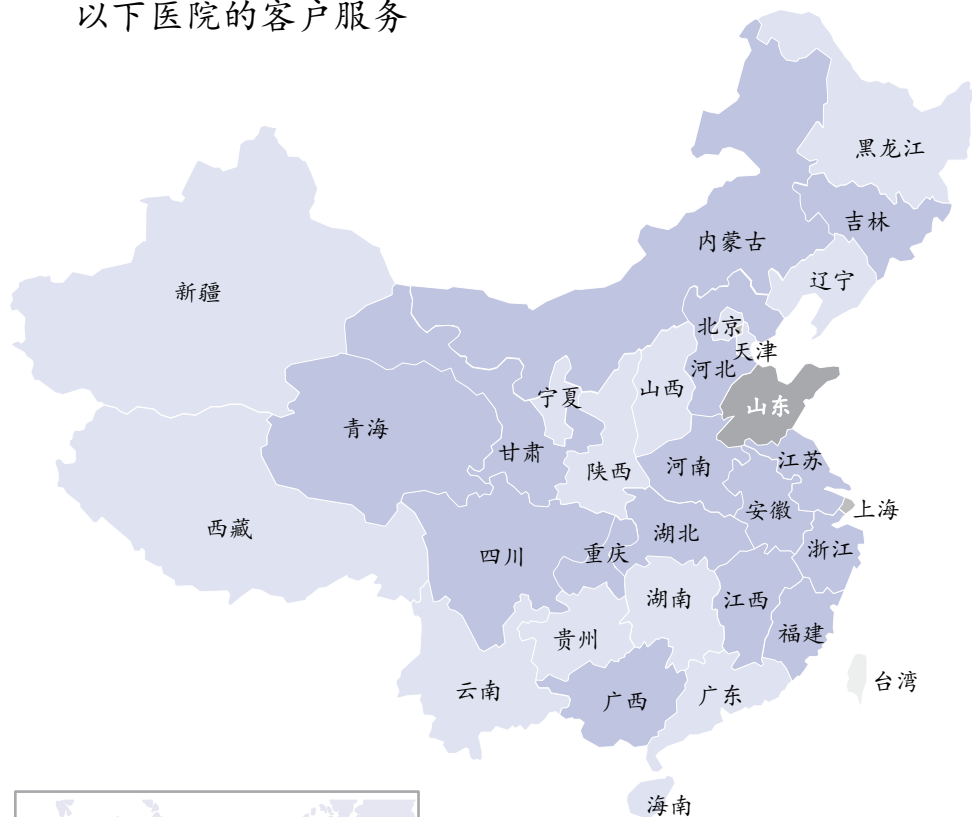 以下医院的客户服务
黑龙江
吉林
内蒙古
辽宁
新疆
北京
天津
河北
山西
宁夏
山东
青海
甘肃
陕西
河南
江苏
安徽
上海
西藏
四川
重庆
湖北
浙江
湖南
江西
贵州
福建
云南
广西
广东
台湾
海南